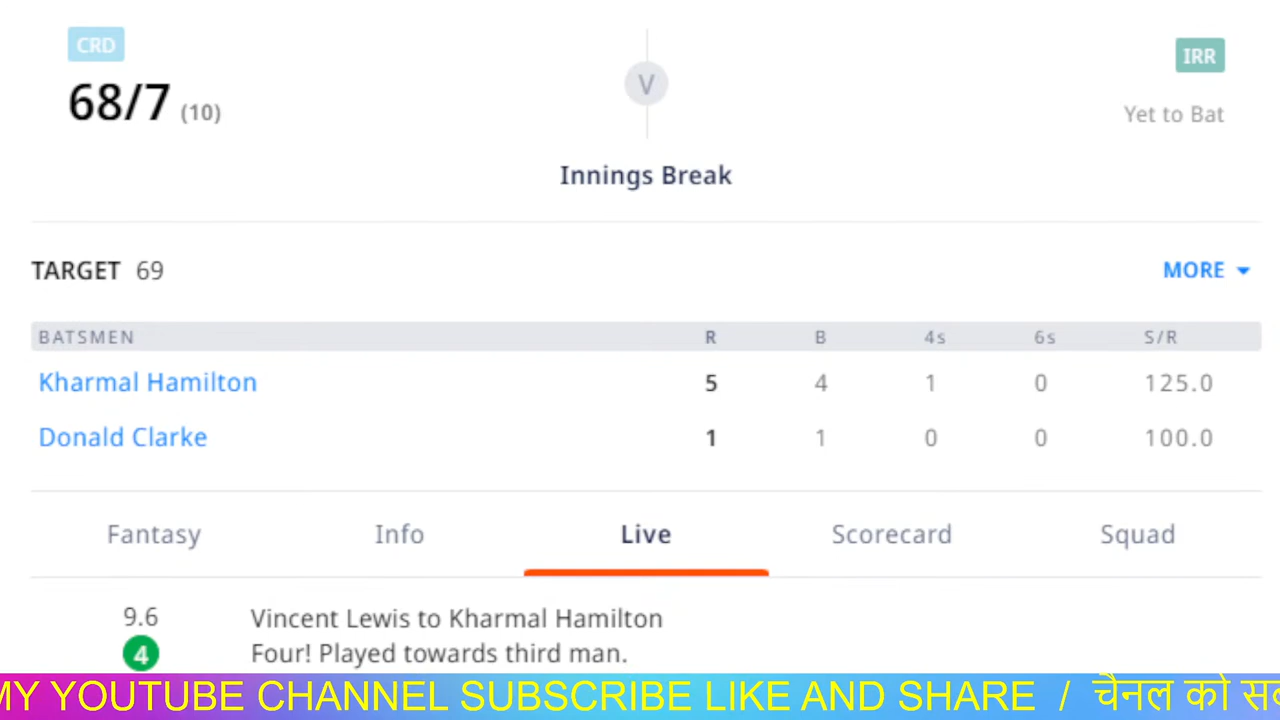 CRD
68/7 (10)
V
IRR
Yet to Bat
Innings Break
TARGET 69
MORE
BATSMEN R B 4s 6s S/R
Kharmal Hamilton 5 4 1 0 125.0
Donald Clarke 1 1 0 0 100.0
Fantasy Info Live Scorecard Squad
9.6 Vincent Lewis to Kharmal Hamilton
4 Four! Played towards third man.
MY YOUTUBE CHANNEL SUBSCRIBE LIKE AND SHARE / चैनल को